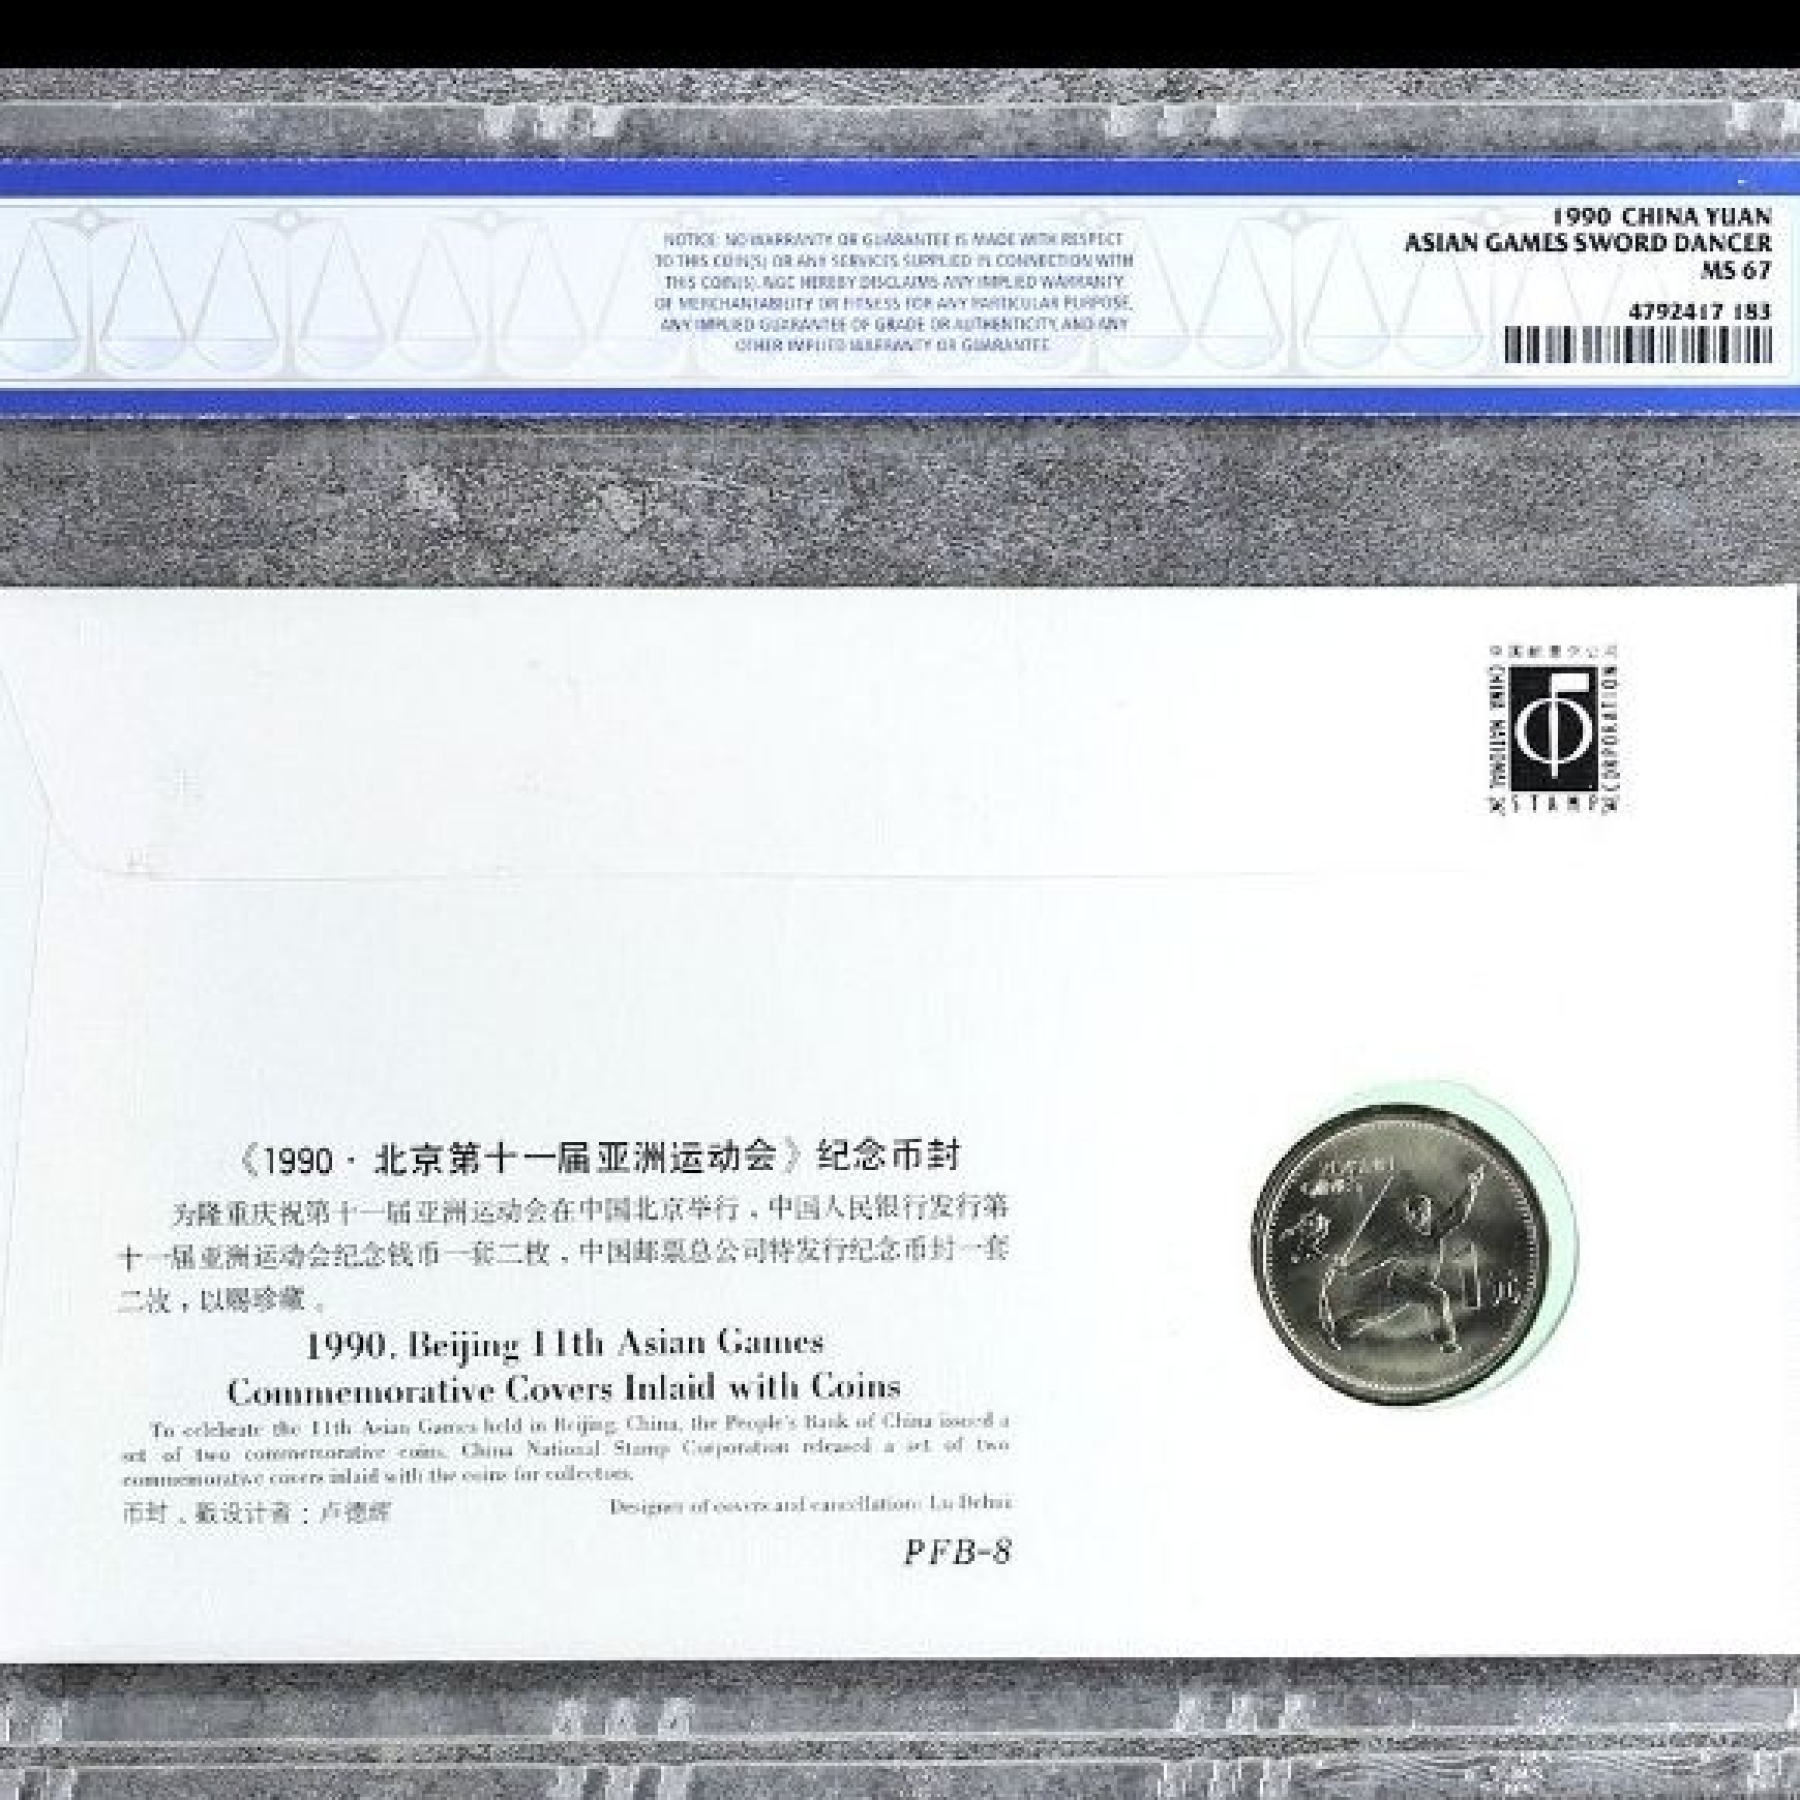 1990 CHINA YUAN
ASIAN GAMES SWORD DANCER
MS 67
4792417 183
NOTICE: NO WARRANTY OR GUARANTEE IS MADE WITH RESPECT
TO THIS COIN(S) OR ANY SERVICES SUPPLIED IN CONNECTION WITH
THIS COIN(S). NGC HEREBY DISCLAIMS ANY IMPLIED WARRANTY
OF MERCHANTABILITY OR FITNESS FOR ANY PARTICULAR PURPOSE,
ANY IMPLIED GUARANTEE OF GRADE OR AUTHENTICITY, AND ANY
OTHER IMPLIED WARRANTY OR GUARANTEE
中国邮票总公司
CHINA NATIONAL
STAMP
CORPORATION
《1990·北京第十一届亚洲运动会》纪念币封
为隆重庆祝第十一届亚洲运动会在中国北京举行，中国人民银行发行第
十一届亚洲运动会纪念钱币一套二枚，中国邮票总公司特发行纪念币封一套
二次，以赐珍藏。
1990. Beijing 11th Asian Games
Commemorative Covers Inlaid with Coins
To celebrate the 11th Asian Games held in Beijing, China, the People's Bank of China issued a
set of two commemorative coins, China National Stamp Corporation released a set of two
commemorative covers inlaid with the coins for collectors.
币封、戳设计者：卢德辉
Designer of covers and cancellation: Lu Dehui
PFB-8
元